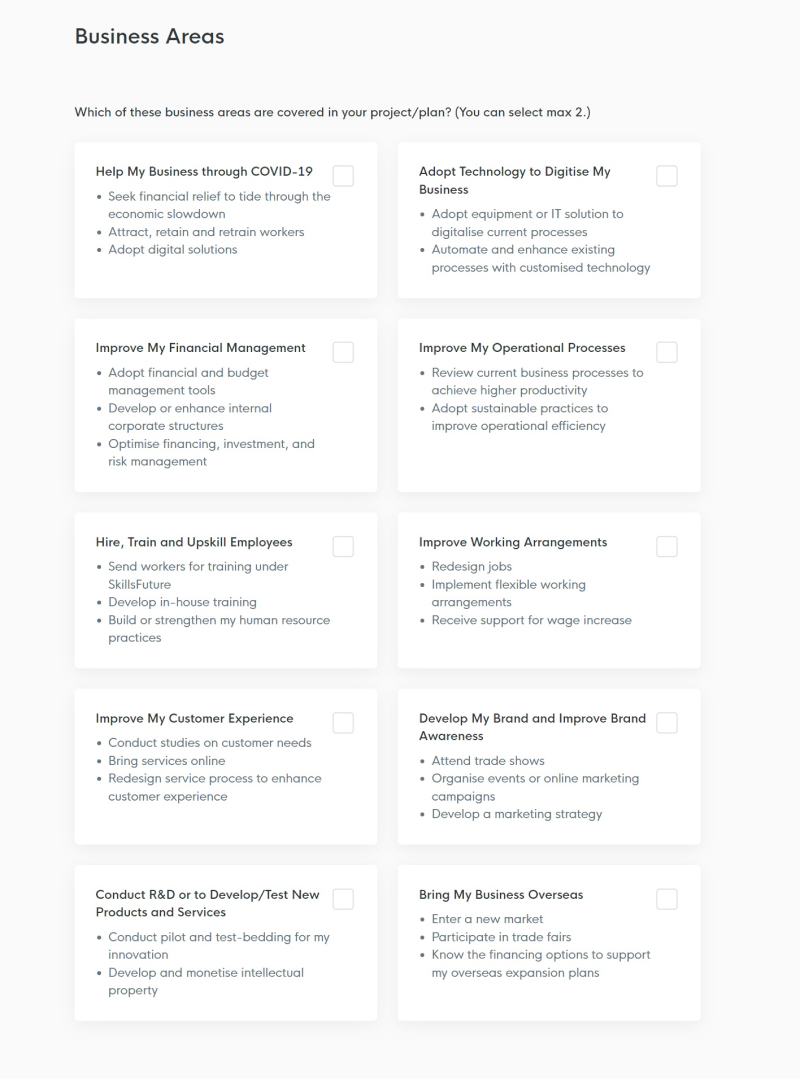 Business Areas
Which of these business areas are covered in your project/plan? (You can select max 2.)
Help My Business through COVID-19
• Seek financial relief to tide through the
economic slowdown
• Attract, retain and retrain workers
• Adopt digital solutions
Adopt Technology to Digitise My
Business
• Adopt equipment or IT solution to
digitalise current processes
• Automate and enhance existing
processes with customised technology
Improve My Financial Management
• Adopt financial and budget
management tools
• Develop or enhance internal
corporate structures
• Optimise financing, investment, and
risk management
Improve My Operational Processes
• Review current business processes to
achieve higher productivity
• Adopt sustainable practices to
improve operational efficiency
Hire, Train and Upskill Employees
• Send workers for training under
SkillsFuture
• Develop in-house training
• Build or strengthen my human resource
practices
Improve Working Arrangements
• Redesign jobs
• Implement flexible working
arrangements
• Receive support for wage increase
Improve My Customer Experience
• Conduct studies on customer needs
• Bring services online
• Redesign service process to enhance
customer experience
Develop My Brand and Improve Brand
Awareness
• Attend trade shows
• Organise events or online marketing
campaigns
• Develop a marketing strategy
Conduct R&D or to Develop/Test New
Products and Services
• Conduct pilot and test-bedding for my
innovation
• Develop and monetise intellectual
property
Bring My Business Overseas
• Enter a new market
• Participate in trade fairs
• Know the financing options to support
my overseas expansion plans